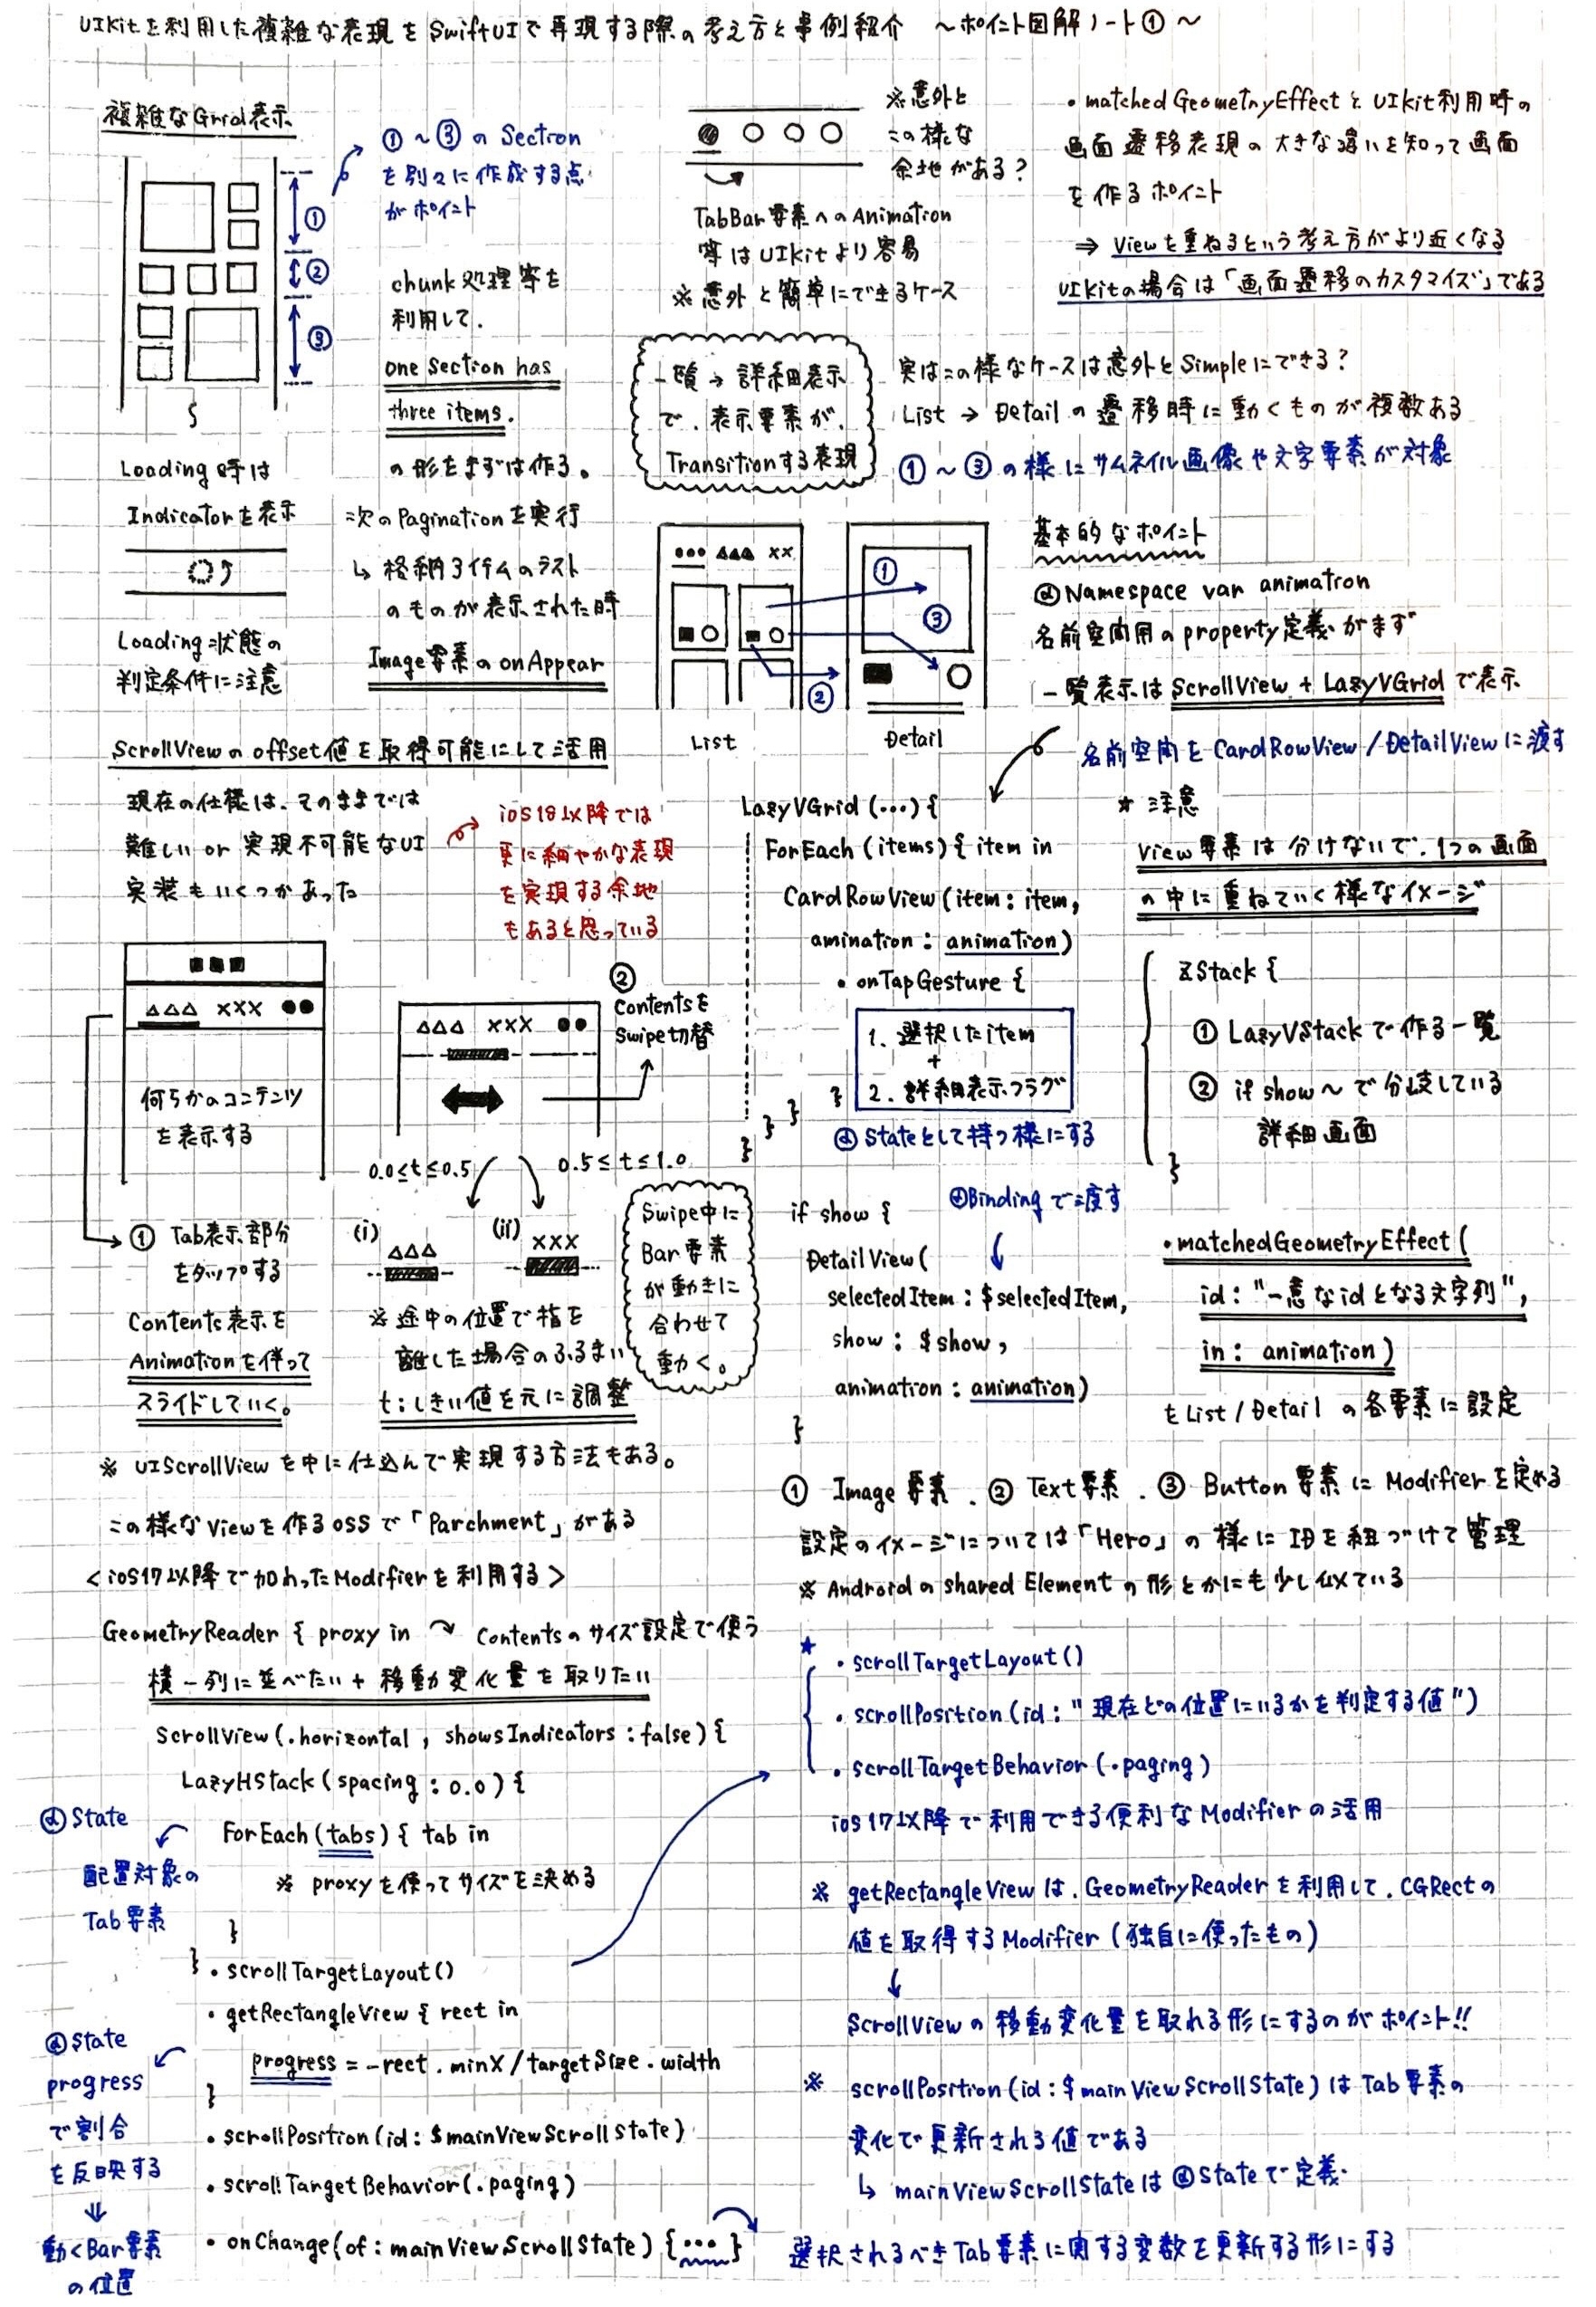 UIKitを利用した複雑な表現をSwiftUIで再現する際の考え方と事例紹介 ～ポイント図解ノート①～
複雑なGrid表示
①～③のSection
を別々に作成する点
がポイント
①
②
③
chunk処理等を
利用して、
one Section has
three items.
の形をまずは作る。
Loading時は
Indicatorを表示
Loading状態の
判定条件に注意
次のPaginationを実行
↳ 格納アイテムのラスト
のものが表示された時
Image要素のonAppear
ScrollViewのoffset値を取得可能にして活用
現在の仕様は、そのままでは
難しい or 実現不可能なUI
実装もいくつかあった
iOS18以降では
更に細やかな表現
を実現する余地
もあると思っている
■■■
△△△ ××× ●●
何らかのコンテンツ
を表示する
① Tab表示部分
をタップする
Contents表示を
Animationを伴って
スライドしていく。
△△△ ××× ●●
②
Contentsを
Swipe切替
0.0≤t≤0.5
0.5≤t≤1.0
(i) △△△
(ii) ×××
※ 途中の位置で指を
離した場合のふるまい
t:しきい値を元に調整
Swipe中に
Bar要素
が動きに
合わせて
動く。
※ UIScrollViewを中に仕込んで実現する方法もある。
この様なViewを作るOSSで「Parchment」がある
<iOS17以降で加わったModifierを利用する>
GeometryReader { proxy in ↷ Contentsのサイズ設定で使う
横一列に並べたい + 移動変化量を取りたい
ScrollView(.horizontal, showsIndicators:false){
LazyHStack(spacing:0.0){
ForEach(tabs){ tab in
※ proxyを使ってサイズを決める
}
}
@State
配置対象の
Tab要素
.scrollTargetLayout()
.getRectangleView { rect in
progress = -rect.minX/targetSize.width
}
@State
progress
で割合
を反映する
⇓
動くBar要素
の位置
.scrollPosition(id:$mainViewScrollState)
.scrollTargetBehavior(.paging)
.onChange(of:mainViewScrollState){...}
※意外と
この様な
余地がある?
TabBar要素へのAnimation
等はUIKitより容易
※ 意外と簡単にできるケース
・matchedGeometryEffectと UIKit利用時の
画面遷移表現の大きな違いを知って画面
を作るポイント
⇒ Viewを重ねるという考え方がより近くなる
UIKitの場合は「画面遷移のカスタマイズ」である
一覧→詳細表示
で、表示要素が、
Transitionする表現
実はこの様なケースは意外とSimpleにできる?
List → Detailの遷移時に動くものが複数ある
①～③の様にサムネイル画像や文字要素が対象
●●● ▲▲▲ ××
①
②
③
List
Detail
基本的なポイント
@Namespace var animation
名前空間用のproperty定義がまず
一覧表示はScrollView + LazyVGridで表示
名前空間をCardRowView/DetailViewに渡す
LazyVGrid(...){
ForEach(items){ item in
CardRowView(item:item,
amination:animation)
.onTapGesture {
1. 選択したitem
+
2. 詳細表示フラグ
}
}
}
}
@Stateとして持つ様にする
★ 注意
View要素は分けないで、1つの画面
の中に重ねていく様なイメージ
ZStack {
① LazyVStackで作る一覧
② if show～で分岐している
詳細画面
}
if show {
@Bindingで渡す
DetailView(
selectedItem:$selectedItem,
show:$show,
animation:animation)
}
.matchedGeometryEffect(
id:"一意なidとなる文字列",
in:animation)
をList/Detailの各要素に設定
① Image要素、② Text要素、③ Button要素にModifierを定める
設定のイメージについては「Hero」の様にIDを紐づけて管理
※ AndroidのShared Elementの形とかにも少し似ている
★
.scrollTargetLayout()
.scrollPosition(id:"現在どの位置にいるかを判定する値")
.scrollTargetBehavior(.paging)
iOS17以降で利用できる便利なModifierの活用
※ getRectangleViewは、GeometryReaderを利用して、CGRectの
値を取得するModifier(独自に使ったもの)
↓
ScrollViewの移動変化量を取れる形にするのがポイント!!
※ scrollPosition(id:$mainViewScrollState)はTab要素の
変化で更新される値である
↳ mainViewScrollStateは@Stateで定義.
選択されるべきTab要素に関する変数を更新する形にする